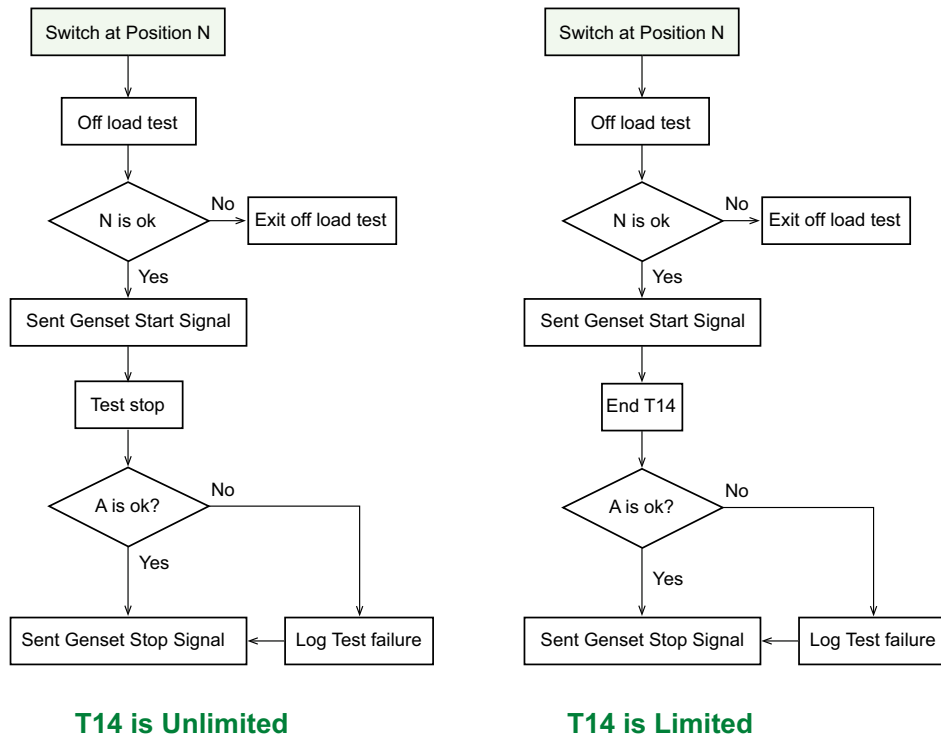 Switch at Position N
Off load test
N is ok
No
Exit off load test
Yes
Sent Genset Start Signal
Test stop
A is ok?
No
Yes
Sent Genset Stop Signal
Log Test failure
T14 is Unlimited
Switch at Position N
Off load test
N is ok
No
Exit off load test
Yes
Sent Genset Start Signal
End T14
A is ok?
No
Yes
Sent Genset Stop Signal
Log Test failure
T14 is Limited